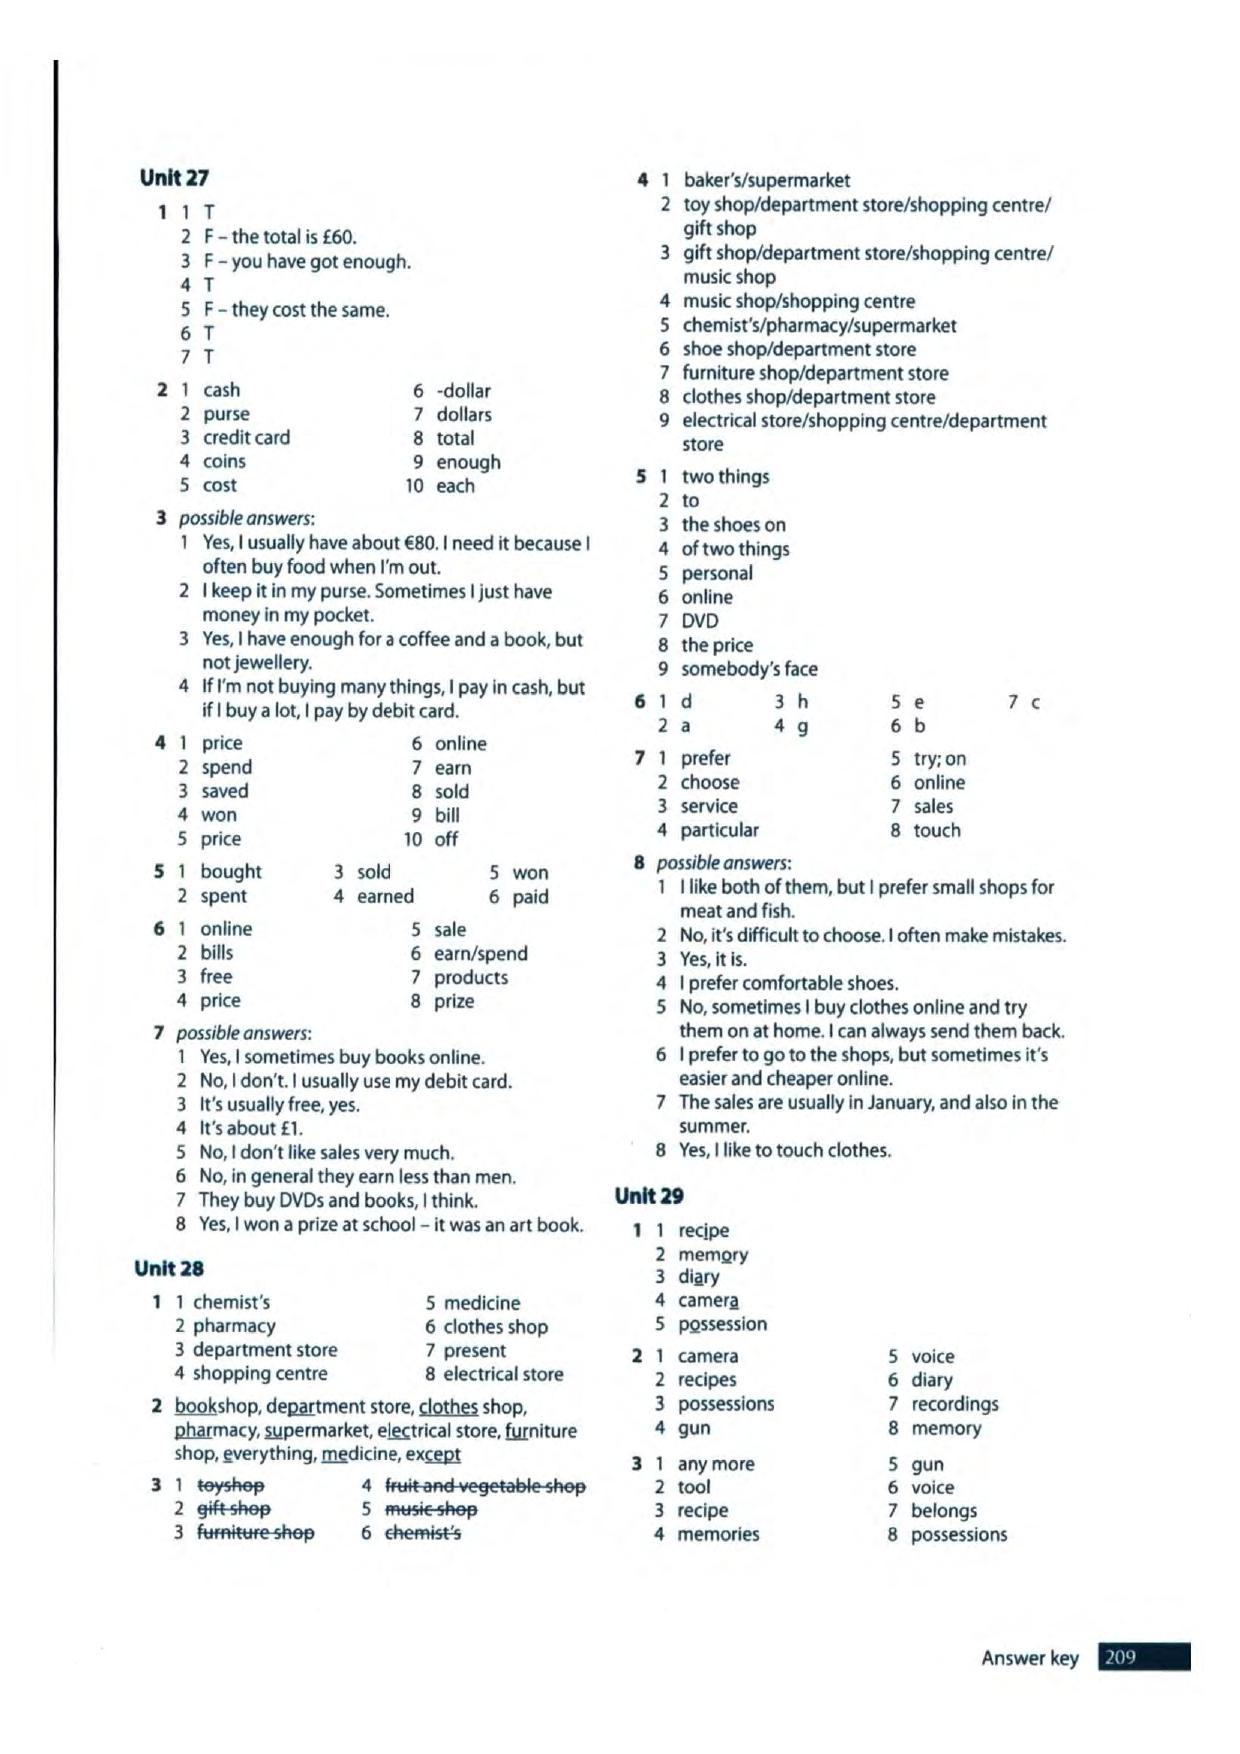 Unit 27
1 1 T
2 F – the total is £60.
3 F – you have got enough.
4 T
5 F – they cost the same.
6 T
7 T
2 1 cash 6 -dollar
2 purse 7 dollars
3 credit card 8 total
4 coins 9 enough
5 cost 10 each
3 possible answers:
1 Yes, I usually have about €80. I need it because I
often buy food when I'm out.
2 I keep it in my purse. Sometimes I just have
money in my pocket.
3 Yes, I have enough for a coffee and a book, but
not jewellery.
4 If I'm not buying many things, I pay in cash, but
if I buy a lot, I pay by debit card.
4 1 price 6 online
2 spend 7 earn
3 saved 8 sold
4 won 9 bill
5 price 10 off
5 1 bought 3 sold 5 won
2 spent 4 earned 6 paid
6 1 online 5 sale
2 bills 6 earn/spend
3 free 7 products
4 price 8 prize
7 possible answers:
1 Yes, I sometimes buy books online.
2 No, I don't. I usually use my debit card.
3 It's usually free, yes.
4 It's about £1.
5 No, I don't like sales very much.
6 No, in general they earn less than men.
7 They buy DVDs and books, I think.
8 Yes, I won a prize at school – it was an art book.
Unit 28
1 1 chemist's 5 medicine
2 pharmacy 6 clothes shop
3 department store 7 present
4 shopping centre 8 electrical store
2 bookshop, department store, clothes shop,
pharmacy, supermarket, electrical store, furniture
shop, everything, medicine, except
3 1 toyshop 4 fruit and vegetable shop
2 gift shop 5 music shop
3 furniture shop 6 chemist's
4 1 baker's/supermarket
2 toy shop/department store/shopping centre/
gift shop
3 gift shop/department store/shopping centre/
music shop
4 music shop/shopping centre
5 chemist's/pharmacy/supermarket
6 shoe shop/department store
7 furniture shop/department store
8 clothes shop/department store
9 electrical store/shopping centre/department
store
5 1 two things
2 to
3 the shoes on
4 of two things
5 personal
6 online
7 DVD
8 the price
9 somebody's face
6 1 d 3 h 5 e 7 c
2 a 4 g 6 b
7 1 prefer 5 try; on
2 choose 6 online
3 service 7 sales
4 particular 8 touch
8 possible answers:
1 I like both of them, but I prefer small shops for
meat and fish.
2 No, it's difficult to choose. I often make mistakes.
3 Yes, it is.
4 I prefer comfortable shoes.
5 No, sometimes I buy clothes online and try
them on at home. I can always send them back.
6 I prefer to go to the shops, but sometimes it's
easier and cheaper online.
7 The sales are usually in January, and also in the
summer.
8 Yes, I like to touch clothes.
Unit 29
1 1 recipe
2 memory
3 diary
4 camera
5 possession
2 1 camera 5 voice
2 recipes 6 diary
3 possessions 7 recordings
4 gun 8 memory
3 1 any more 5 gun
2 tool 6 voice
3 recipe 7 belongs
4 memories 8 possessions
Answer key 209